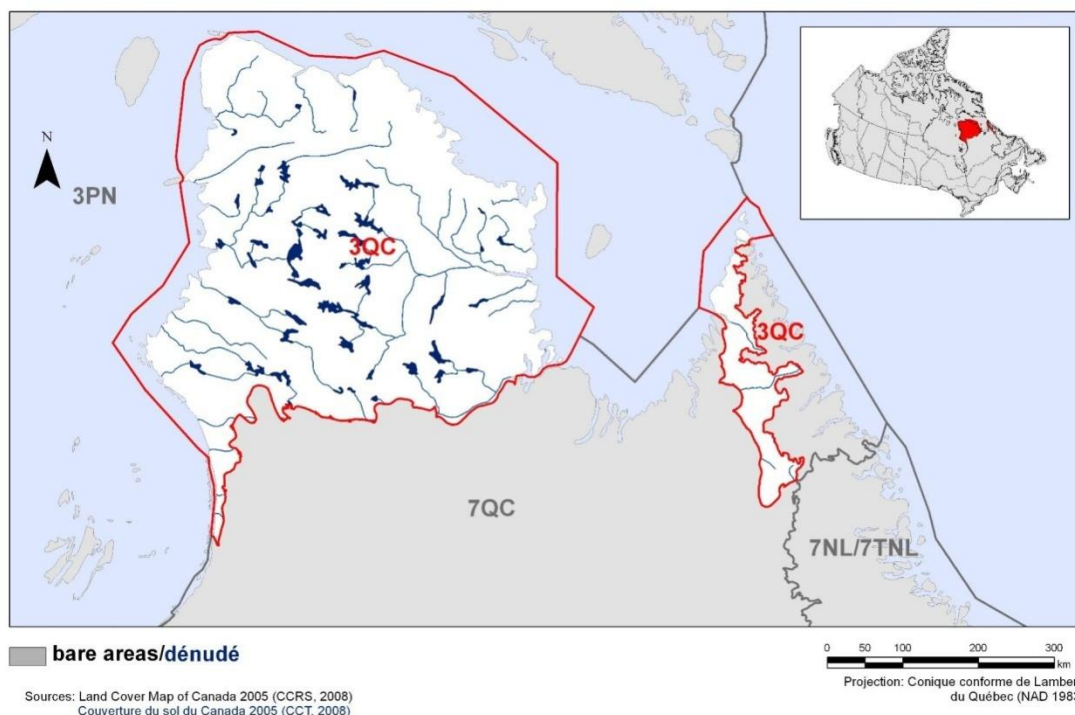 N
3PN
3QC
3QC
7QC
7NL/7TNL
bare areas/dénudé
0 50 100 200 300
km
Projection: Conique conforme de Lamber
du Québec (NAD 1983
Sources: Land Cover Map of Canada 2005 (CCRS, 2008)
Couverture du sol du Canada 2005 (CCT, 2008)